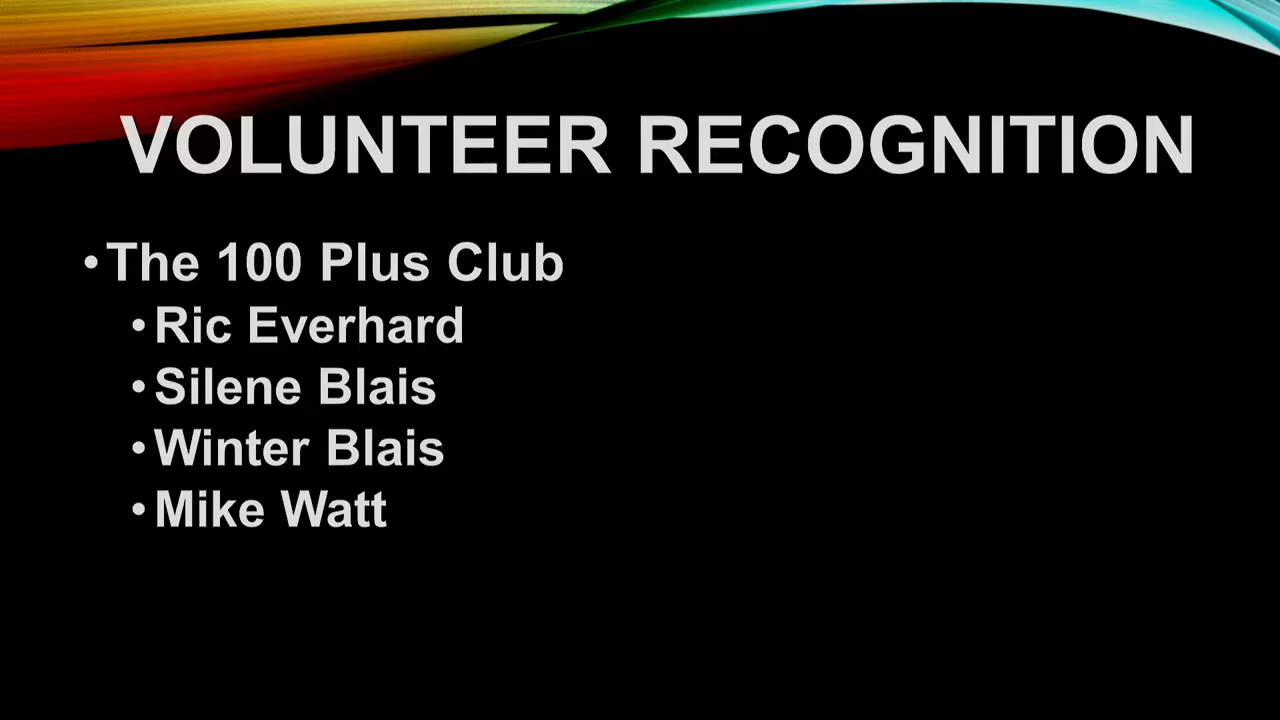 VOLUNTEER RECOGNITION
•The 100 Plus Club
•Ric Everhard
•Silene Blais
•Winter Blais
•Mike Watt